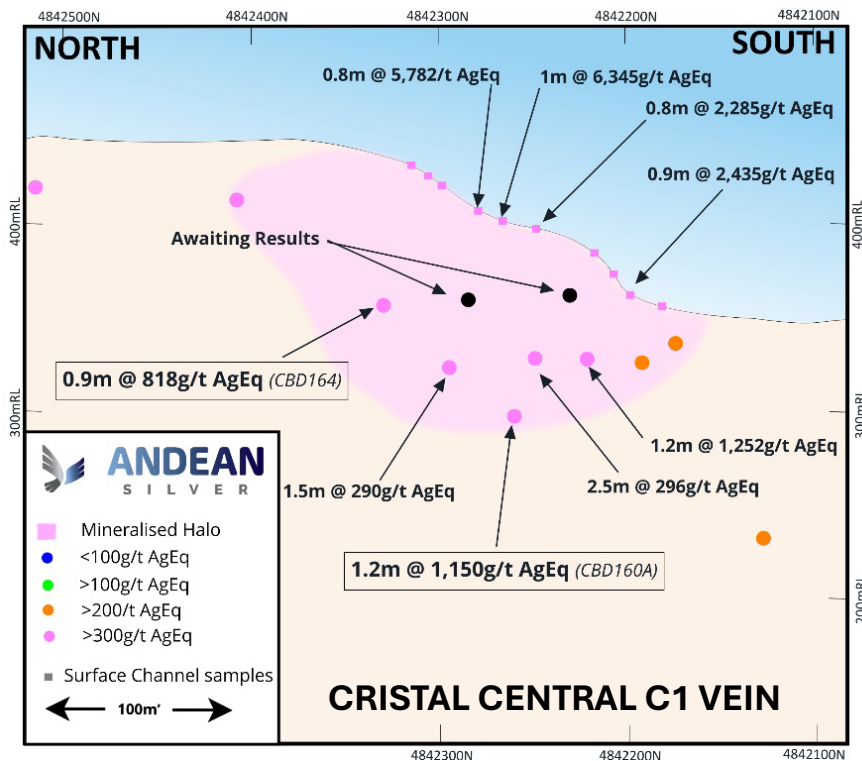 4842500N
4842400N
4842300N
4842200N
4842100N
NORTH
SOUTH
0.8m @ 5,782/t AgEq
1m @ 6,345g/t AgEq
0.8m @ 2,285g/t AgEq
0.9m @ 2,435g/t AgEq
400mRL
400mRL
Awaiting Results
0.9m @ 818g/t AgEq (CBD164)
300mRL
300mRL
1.2m @ 1,252g/t AgEq
1.5m @ 290g/t AgEq
2.5m @ 296g/t AgEq
1.2m @ 1,150g/t AgEq (CBD160A)
200mRL
ANDEAN
SILVER
Mineralised Halo
<100g/t AgEq
>100g/t AgEq
>200/t AgEq
>300g/t AgEq
Surface Channel samples
100m'
CRISTAL CENTRAL C1 VEIN
4842300N
4842200N
4842100N